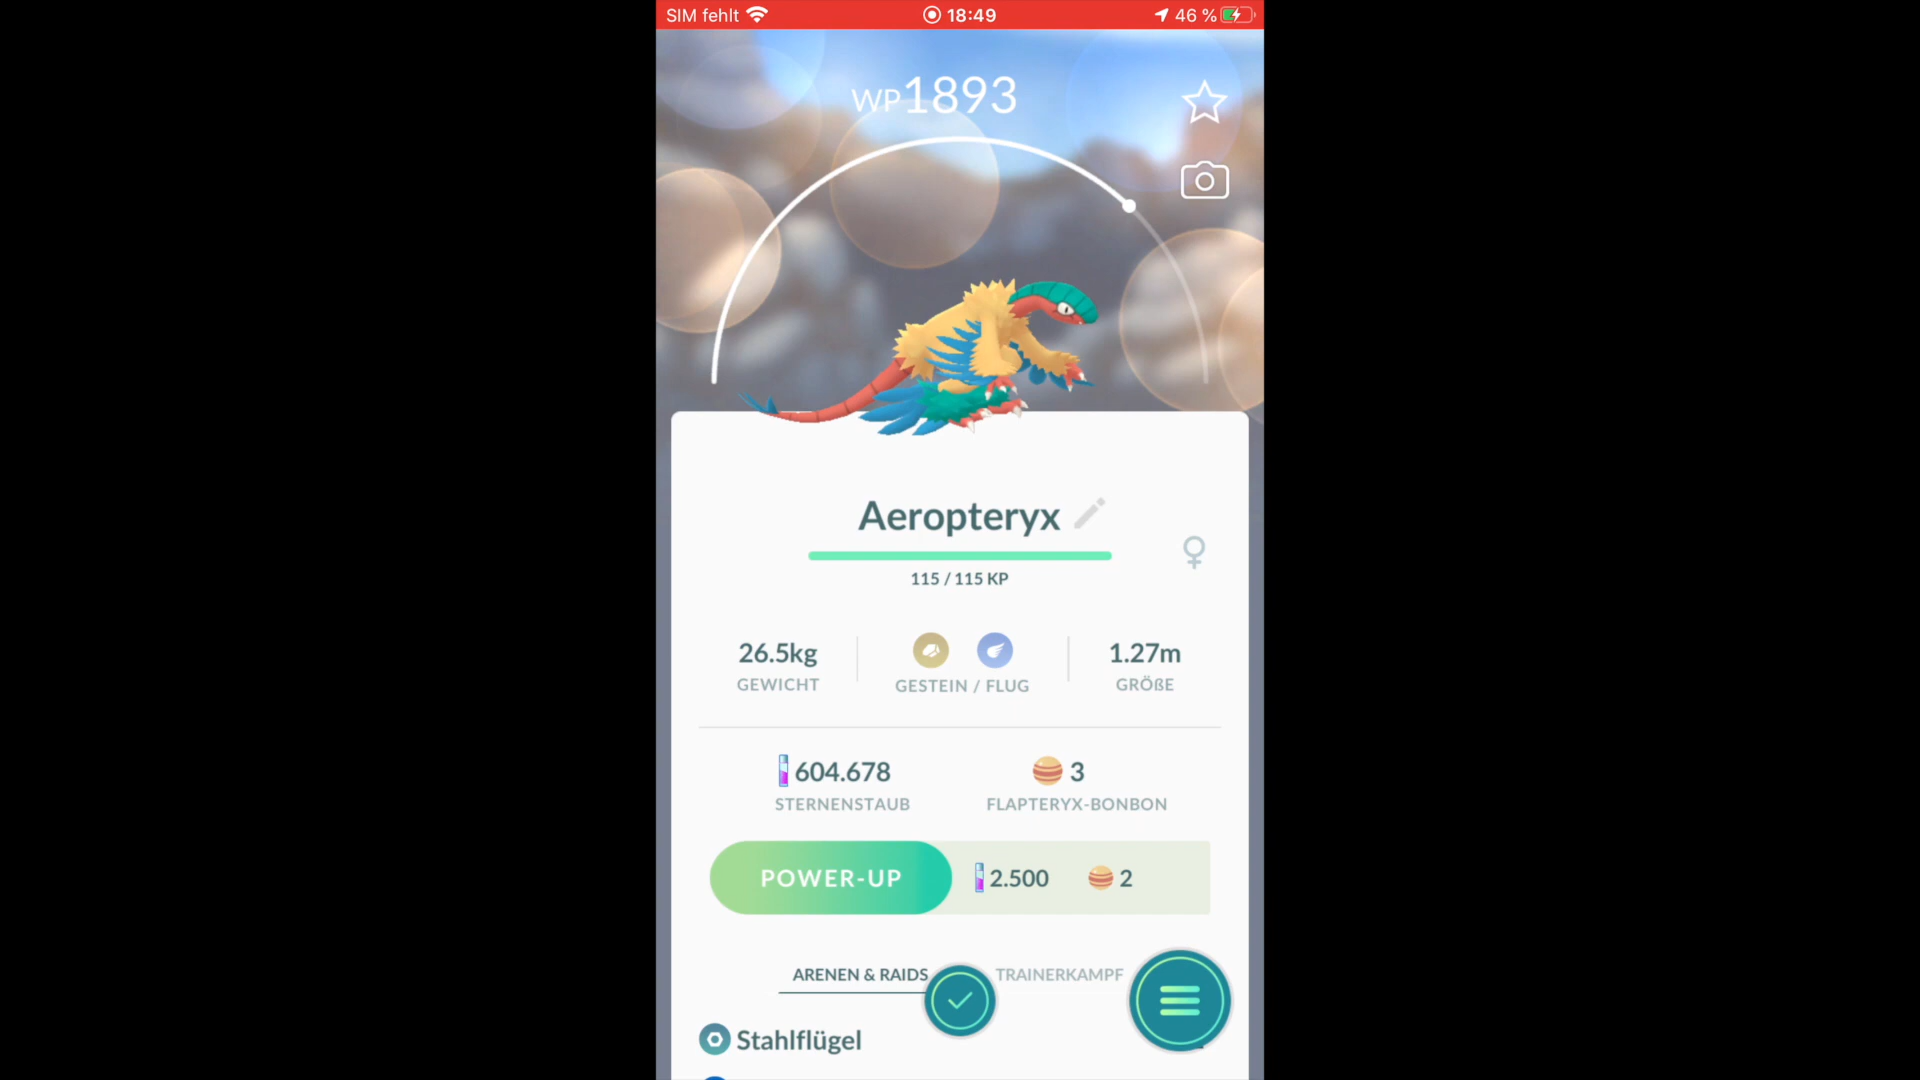 SIM fehlt 18:49 46 %
WP1893
Aeropteryx
115 / 115 KP
26.5kg 1.27m
GEWICHT GESTEIN / FLUG GRÖßE
604.678 3
STERNENSTAUB FLAPTERYX-BONBON
POWER-UP 2.500 2
ARENEN & RAIDS TRAINERKAMPF
Stahlflügel